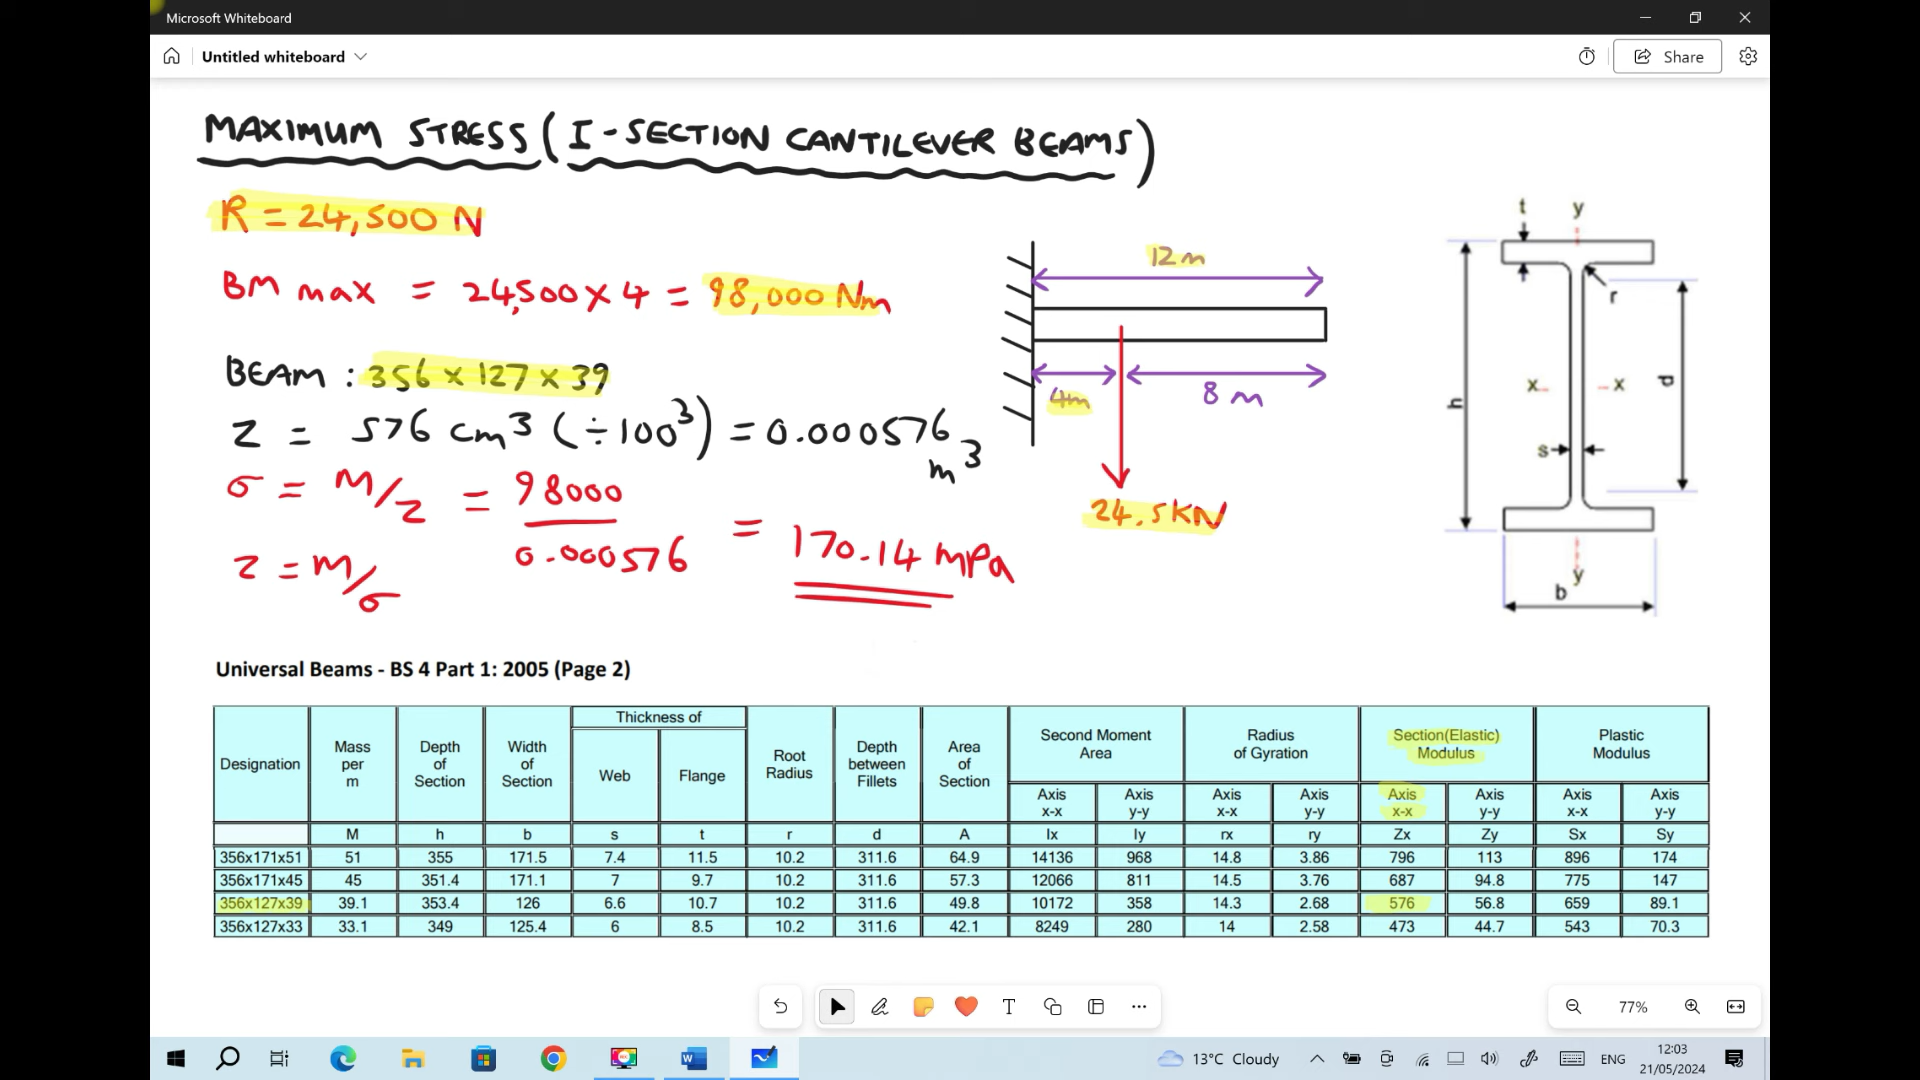 Microsoft Whiteboard
Untitled whiteboard
Share
MAXIMUM STRESS (I-SECTION CANTILEVER BEAMS)
R = 24,500 N
BM max = 24,500 x 4 = 98,000 Nm
BEAM : 356 x 127 x 39
Z = 576 cm³ (÷100³) = 0.000576 m³
σ = M/Z = 98000 / 0.000576 = 170.14 MPa
Z = M/σ
12m
4m
8 m
24.5KN
t y
r
h x x d
s
y
b
Universal Beams - BS 4 Part 1: 2005 (Page 2)
Designation Mass per m Depth of Section Width of Section Thickness of Web Flange Root Radius Depth between Fillets Area of Section Second Moment Area Radius of Gyration Section(Elastic) Modulus Plastic Modulus
Axis x-x Axis y-y Axis x-x Axis y-y Axis x-x Axis y-y Axis x-x Axis y-y
M h b s t r d A Ix Iy rx ry Zx Zy Sx Sy
356x171x51 51 355 171.5 7.4 11.5 10.2 311.6 64.9 14136 968 14.8 3.86 796 113 896 174
356x171x45 45 351.4 171.1 7 9.7 10.2 311.6 57.3 12066 811 14.5 3.76 687 94.8 775 147
356x127x39 39.1 353.4 126 6.6 10.7 10.2 311.6 49.8 10172 358 14.3 2.68 576 56.8 659 89.1
356x127x33 33.1 349 125.4 6 8.5 10.2 311.6 42.1 8249 280 14 2.58 473 44.7 543 70.3
77%
13°C Cloudy
ENG
12:03
21/05/2024